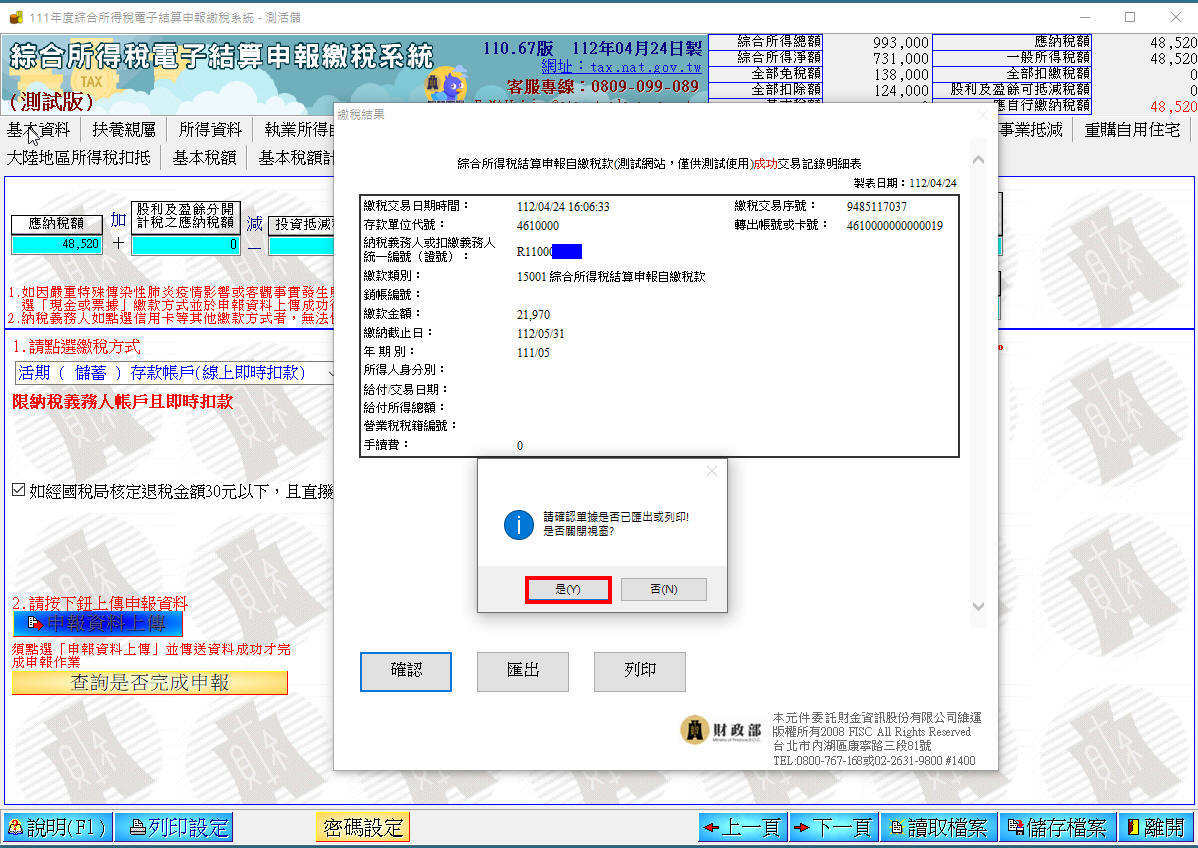 111年度綜合所得稅電子結算申報繳稅系統 - 測活儲
綜合所得稅電子結算申報繳稅系統
TAX
(測試版)
110.67版 112年04月24日製
網址：tax.nat.gov.tw
客服專線：0809-099-089
綜合所得總額 993,000 應納稅額 48,520
綜合所得淨額 731,000 一般所得稅額 48,520
全部免稅額 138,000 全部扣繳稅額 0
全部扣除額 124,000 股利及盈餘可抵減稅額 0
應自行繳納稅額 48,520
基本資料 扶養親屬 所得資料 執業所得 事業抵減 重購自用住宅
大陸地區所得稅扣抵 基本稅額 基本稅額計
應納稅額 加 股利及盈餘分開 減 投資抵減稅
計稅之應納稅額
48,520 + 0 —
1.如因嚴重特殊傳染性肺炎疫情影響或客觀事實發生
選「現金或票據」繳款方式並於申報資料上傳成功
2.納稅義務人如點選信用卡等其他繳款方式者，無法
1.請點選繳稅方式
活期（ 儲蓄 ）存款帳戶(線上即時扣款)
限納稅義務人帳戶且即時扣款
如經國稅局核定退稅金額30元以下，且直撥
2.請按下鈕上傳申報資料
申報資料上傳
須點選「申報資料上傳」並傳送資料成功才完
成申報作業
查詢是否完成申報
繳稅結果
綜合所得稅結算申報自繳稅款(測試網站，僅供測試使用)成功交易記錄明細表
製表日期：112/04/24
繳稅交易日期時間： 112/04/24 16:06:33 繳稅交易序號： 9485117037
存款單位代號： 4610000 轉出帳號或卡號： 4610000000000019
納稅義務人或扣繳義務人
統一編號（證號）： R11000
繳款類別： 15001 綜合所得稅結算申報自繳稅款
銷帳編號：
繳款金額： 21,970
繳納截止日： 112/05/31
年 期 別： 111/05
所得人身分別：
給付/交易日期：
給付所得總額：
營業稅稅籍編號：
手續費： 0
請確認單據是否已匯出或列印!
是否關閉視窗?
是(Y) 否(N)
確認 匯出 列印
財政部
本元件委託財金資訊股份有限公司維運
版權所有2008 FISC All Rights Reserved
台北市內湖區康寧路三段81號
TEL:0800-767-168或02-2631-9800 #1400
說明(F1) 列印設定 密碼設定 上一頁 下一頁 讀取檔案 儲存檔案 離開